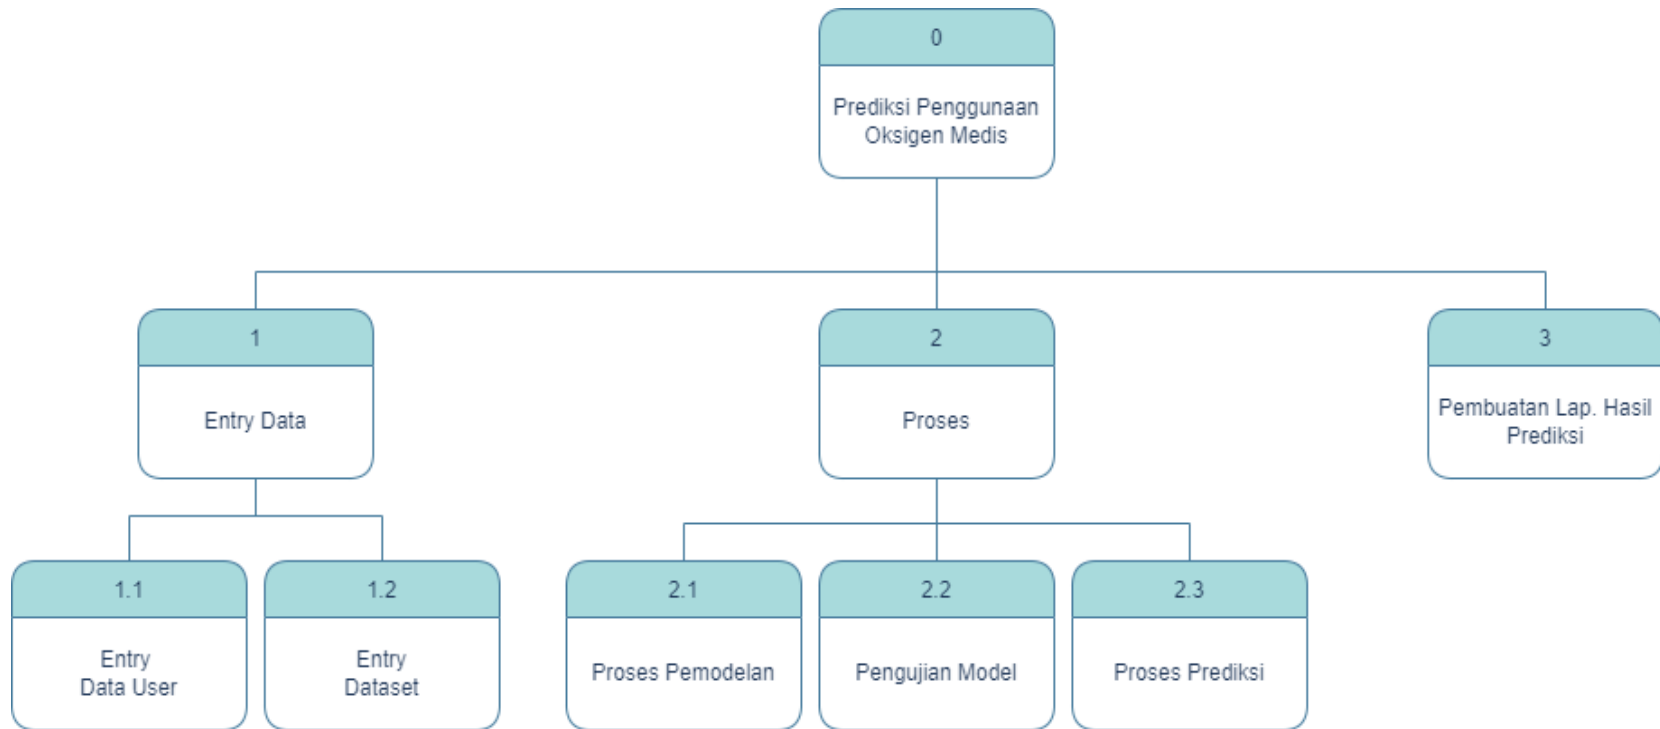 0
Prediksi Penggunaan
Oksigen Medis
1
Entry Data
2
Proses
3
Pembuatan Lap. Hasil
Prediksi
1.1
Entry
Data User
1.2
Entry
Dataset
2.1
Proses Pemodelan
2.2
Pengujian Model
2.3
Proses Prediksi